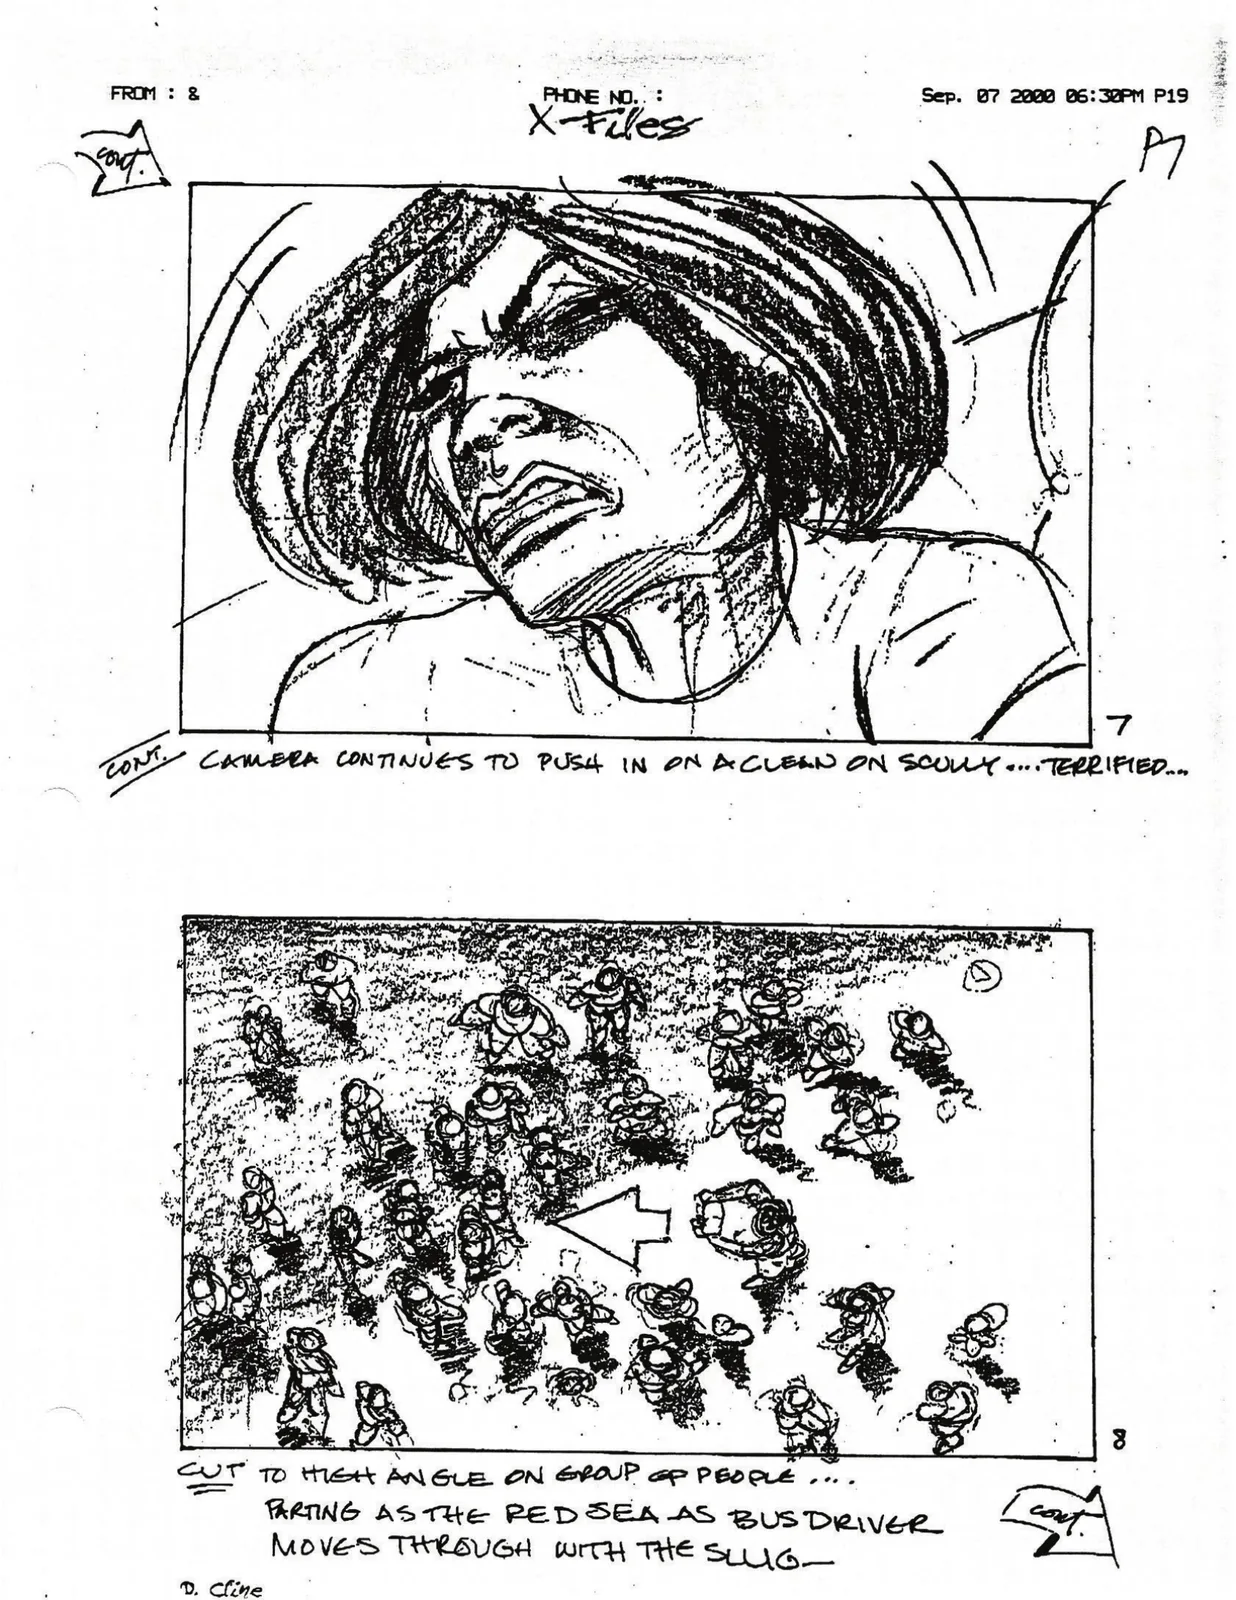 FROM : &
PHONE NO. :
Sep. 07 2000 06:30PM P19
X-Files
cont.
P7
7
CONT. CAMERA CONTINUES TO PUSH IN ON A CLEAN ON SCULLY .... TERRIFIED...
8
CUT TO HIGH ANGLE ON GROUP OF PEOPLE ....
PARTING AS THE RED SEA AS BUS DRIVER
MOVES THROUGH WITH THE SLUG—
cont.
D. Cline